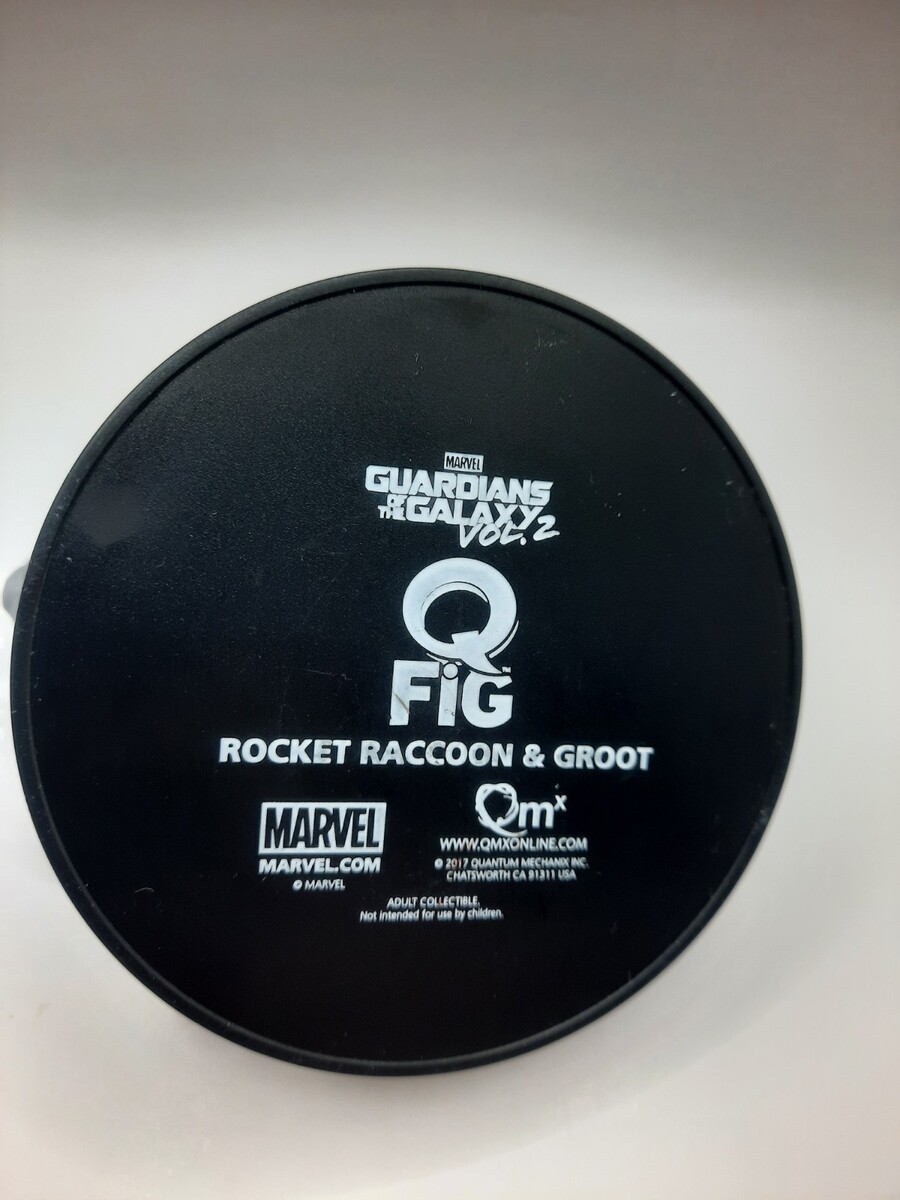 MARVEL
GUARDIANS
OF
THE GALAXY
VOL. 2
Q
FiG™
ROCKET RACCOON & GROOT
MARVEL
MARVEL.COM
© MARVEL
Qmx
WWW.QMXONLINE.COM
© 2017 QUANTUM MECHANIX INC.
CHATSWORTH CA 91311 USA
ADULT COLLECTIBLE.
Not intended for use by children.